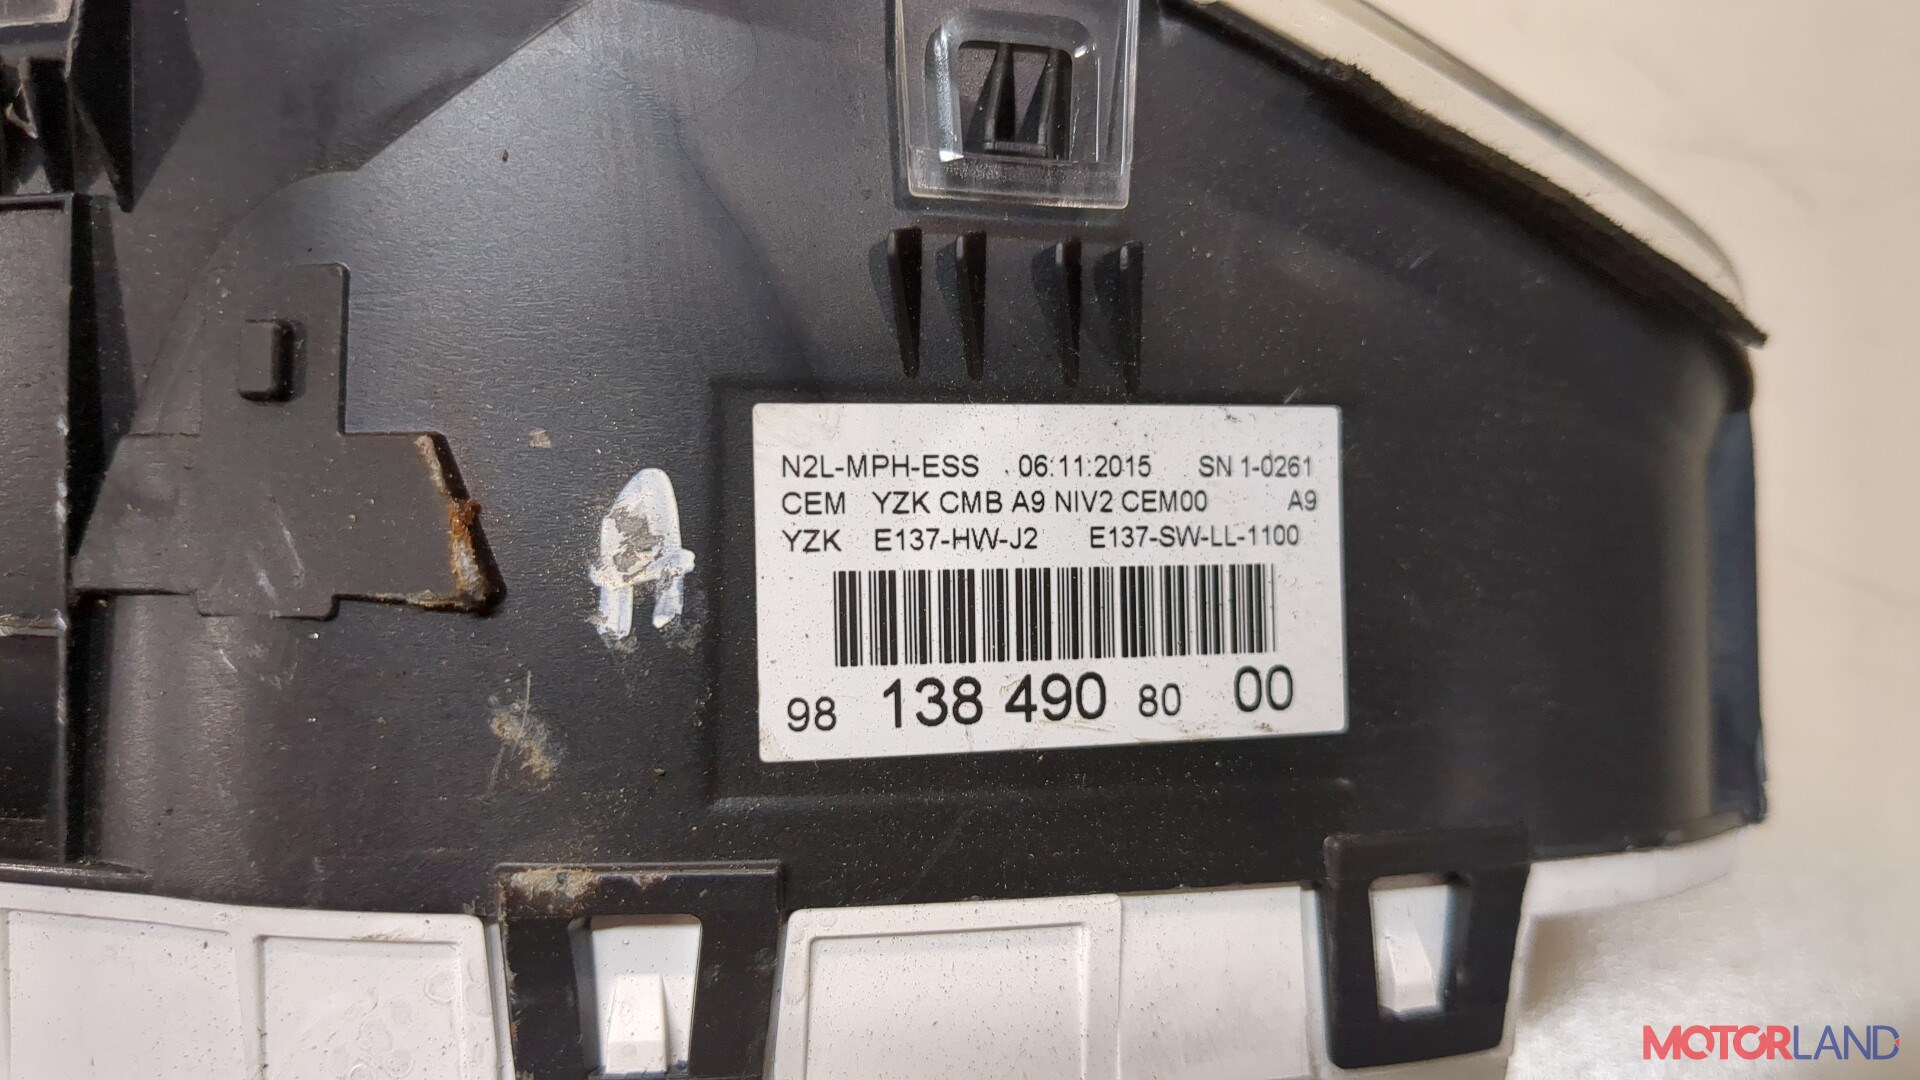 N2L-MPH-ESS 06.11.2015 SN 1-0261
CEM YZK CMB A9 NIV2 CEM00 A9
YZK E137-HW-J2 E137-SW-LL-1100
98 138 490 80 00
MOTORLAND